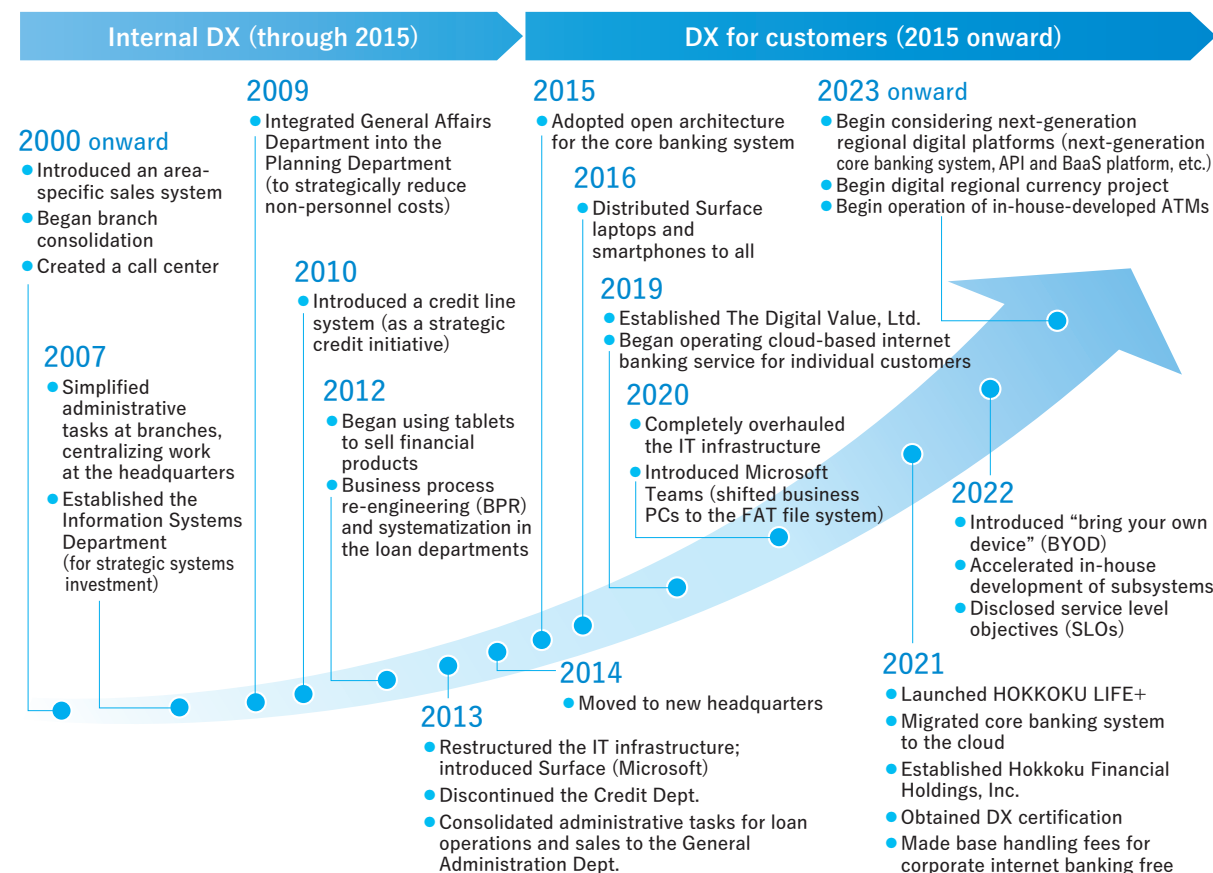 Internal DX (through 2015)
DX for customers (2015 onward)
2000 onward
● Introduced an area-
specific sales system
● Began branch
consolidation
● Created a call center
2007
● Simplified
administrative
tasks at branches,
centralizing work
at the headquarters
● Established the
Information Systems
Department
(for strategic systems
investment)
2009
● Integrated General Affairs
Department into the
Planning Department
(to strategically reduce
non-personnel costs)
2010
● Introduced a credit line
system (as a strategic
credit initiative)
2012
● Began using tablets
to sell financial
products
● Business process
re-engineering (BPR)
and systematization in
the loan departments
2013
● Restructured the IT infrastructure;
introduced Surface (Microsoft)
● Discontinued the Credit Dept.
● Consolidated administrative tasks for loan
operations and sales to the General
Administration Dept.
2014
● Moved to new headquarters
2015
● Adopted open architecture
for the core banking system
2016
● Distributed Surface
laptops and
smartphones to all
2019
● Established The Digital Value, Ltd.
● Began operating cloud-based internet
banking service for individual customers
2020
● Completely overhauled
the IT infrastructure
● Introduced Microsoft
Teams (shifted business
PCs to the FAT file system)
2021
● Launched HOKKOKU LIFE+
● Migrated core banking system
to the cloud
● Established Hokkoku Financial
Holdings, Inc.
● Obtained DX certification
● Made base handling fees for
corporate internet banking free
2022
● Introduced “bring your own
device” (BYOD)
● Accelerated in-house
development of subsystems
● Disclosed service level
objectives (SLOs)
2023 onward
● Begin considering next-generation
regional digital platforms (next-generation
core banking system, API and BaaS platform, etc.)
● Begin digital regional currency project
● Begin operation of in-house-developed ATMs